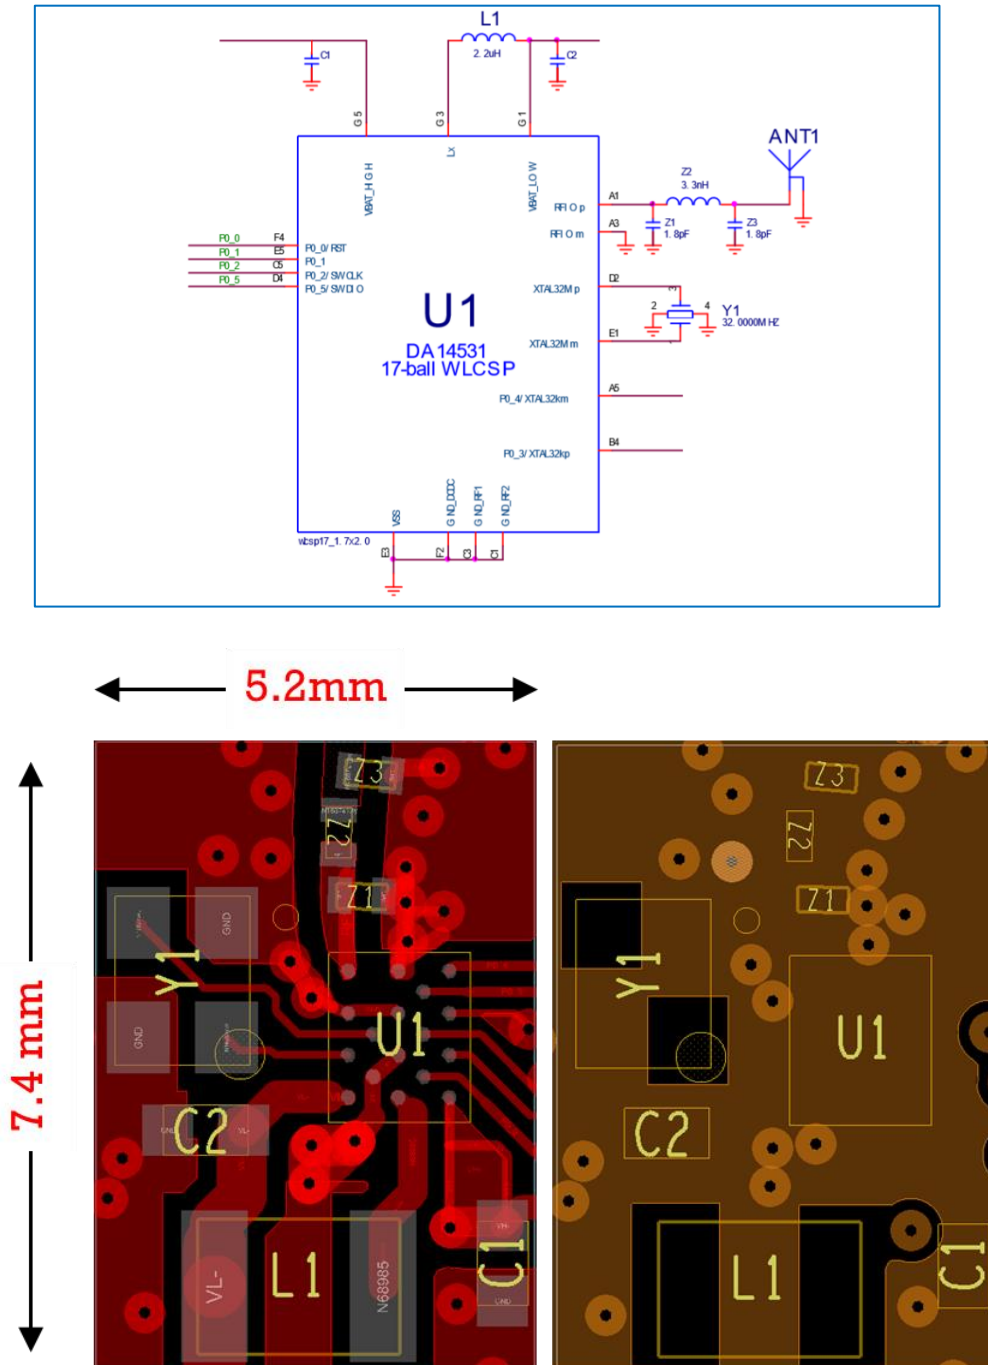 L1
2.2uH
C1
C2
G5
G3
G1
VBAT_HIGH
Lx
VBAT_LOW
ANT1
Z2
3.3nH
RFIOp
A1
Z1
1.8pF
Z3
1.8pF
RFIOm
A3
P0_0
F4
P0_0/RST
P0_1
E5
P0_1
P0_2
C5
P0_2/SWCLK
P0_5
D4
P0_5/SWDIO
XTAL32Mp
D2
3
2
4
Y1
32.0000MHZ
XTAL32Mm
E1
U1
DA14531
17-ball WLCSP
P0_4/XTAL32km
A5
P0_3/XTAL32kp
B4
VSS
GND_DCDC
GND_RF1
GND_RF2
wlcsp17_1.7x2.0
E3
F2
C3
C1
5.2mm
7.4 mm
Z3
Z2
Z1
GND
Y1
GND
U1
GND
C2
VL-
VL-
L1
N68985
C1
GND
Z3
Z2
Z1
Y1
U1
C2
L1
C1